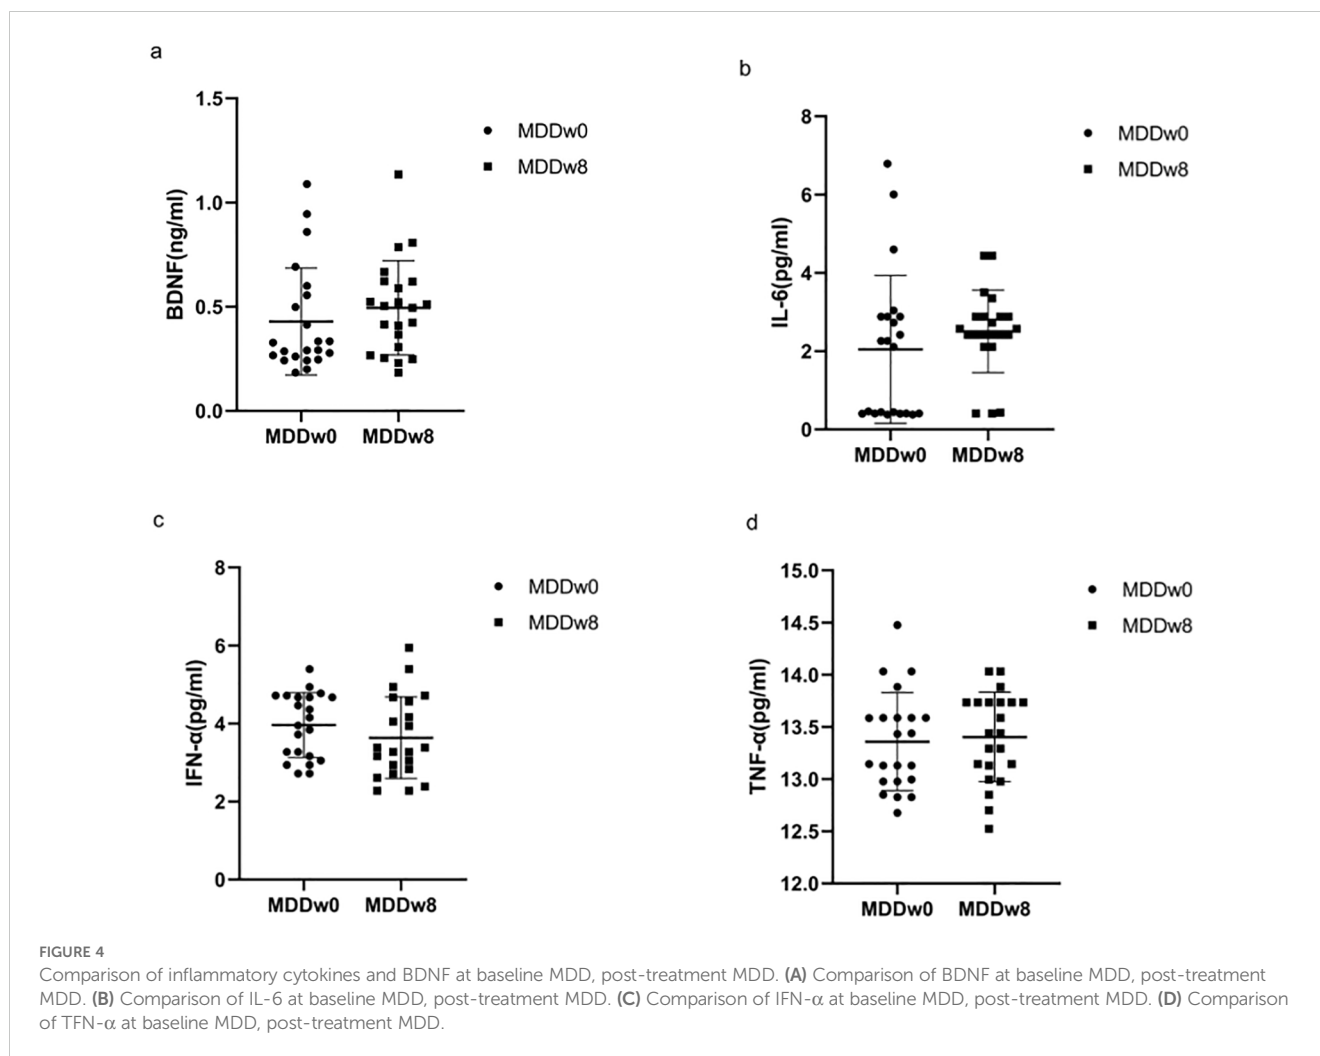 a
1.5
1.0
0.5
0.0
BDNF(ng/ml)
MDDw0
MDDw8
MDDw0 MDDw8
b
8
6
4
2
0
IL-6(pg/ml)
MDDw0
MDDw8
MDDw0 MDDw8
c
8
6
4
2
0
IFN-α(pg/ml)
MDDw0
MDDw8
MDDw0 MDDw8
d
15.0
14.5
14.0
13.5
13.0
12.5
12.0
TNF-α(pg/ml)
MDDw0
MDDw8
MDDw0 MDDw8
FIGURE 4
Comparison of inflammatory cytokines and BDNF at baseline MDD, post-treatment MDD. (A) Comparison of BDNF at baseline MDD, post-treatment
MDD. (B) Comparison of IL-6 at baseline MDD, post-treatment MDD. (C) Comparison of IFN-α at baseline MDD, post-treatment MDD. (D) Comparison
of TFN-α at baseline MDD, post-treatment MDD.